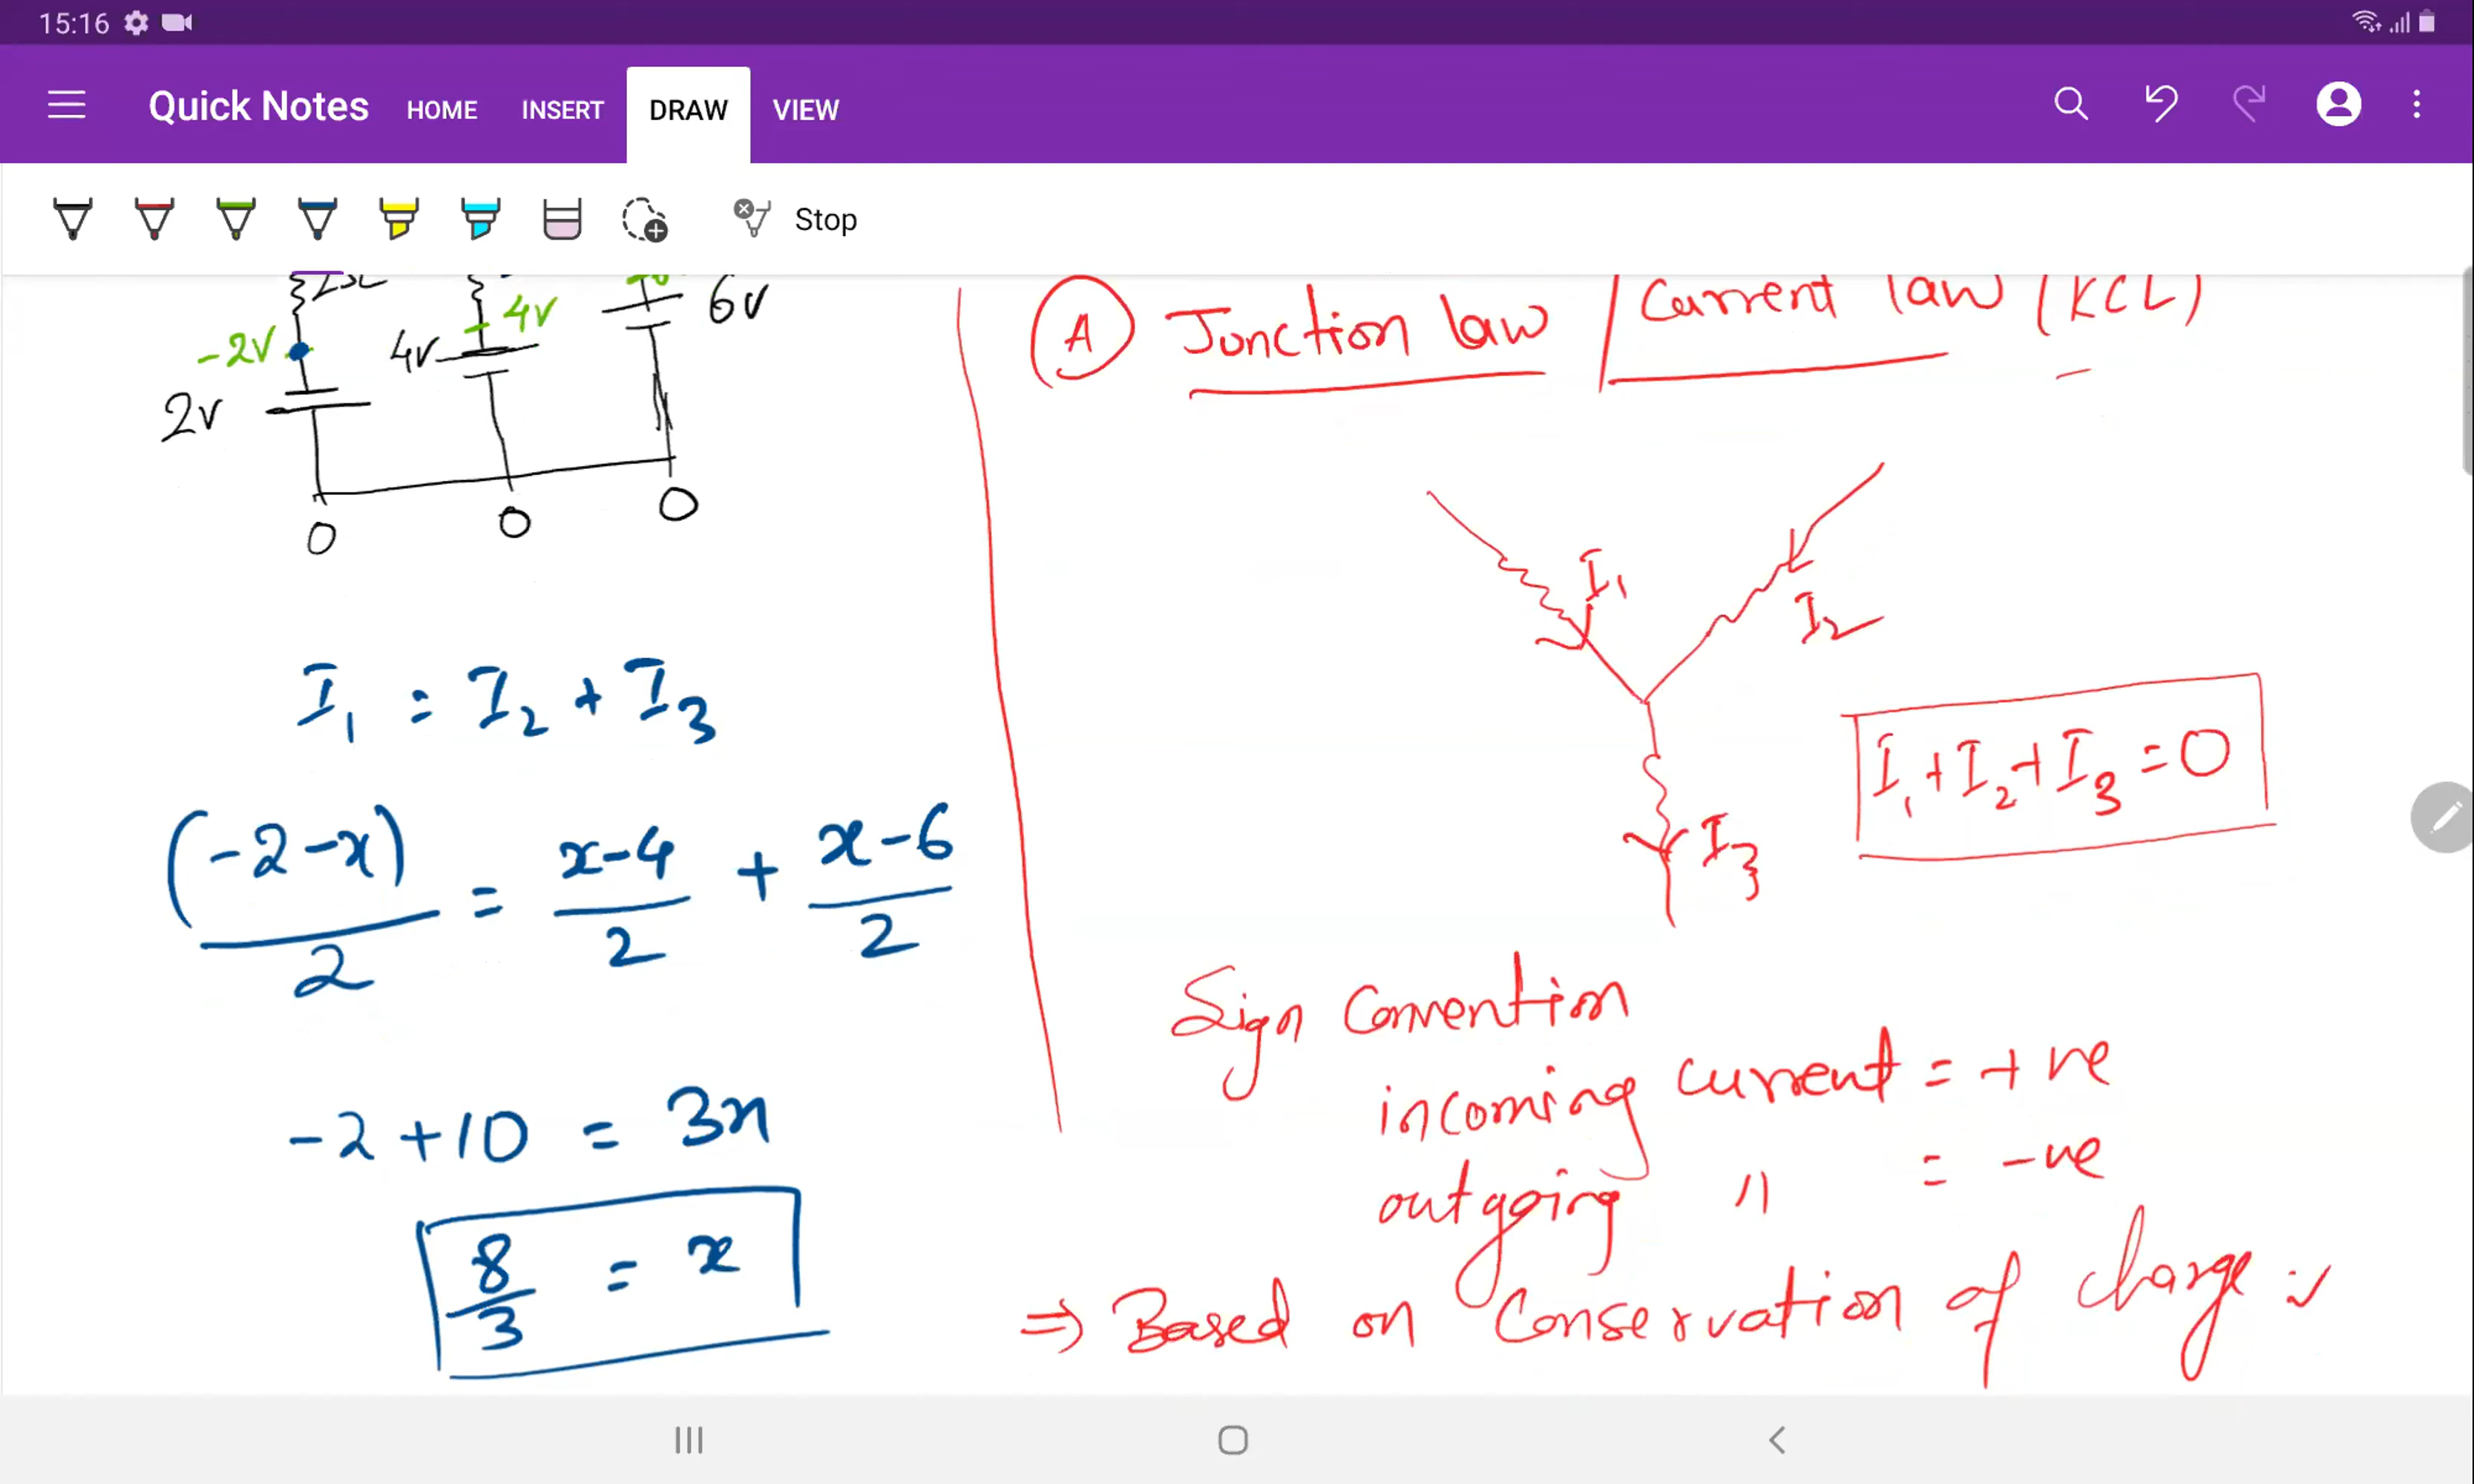 15:16
Quick Notes HOME INSERT DRAW VIEW
Stop
-2V
2V
4V
4V
6V
0 0 0
I₁ = I₂ + I₃
(-2-x)/2 = x-4/2 + x-6/2
-2+10 = 3x
8/3 = x
A Junction law / Current law (KCL)
I₁
I₂
I₃
I₁+I₂+I₃=0
Sign Convention
incoming current = +ve
outgoing " = -ve
⇒ Based on Conservation of charge